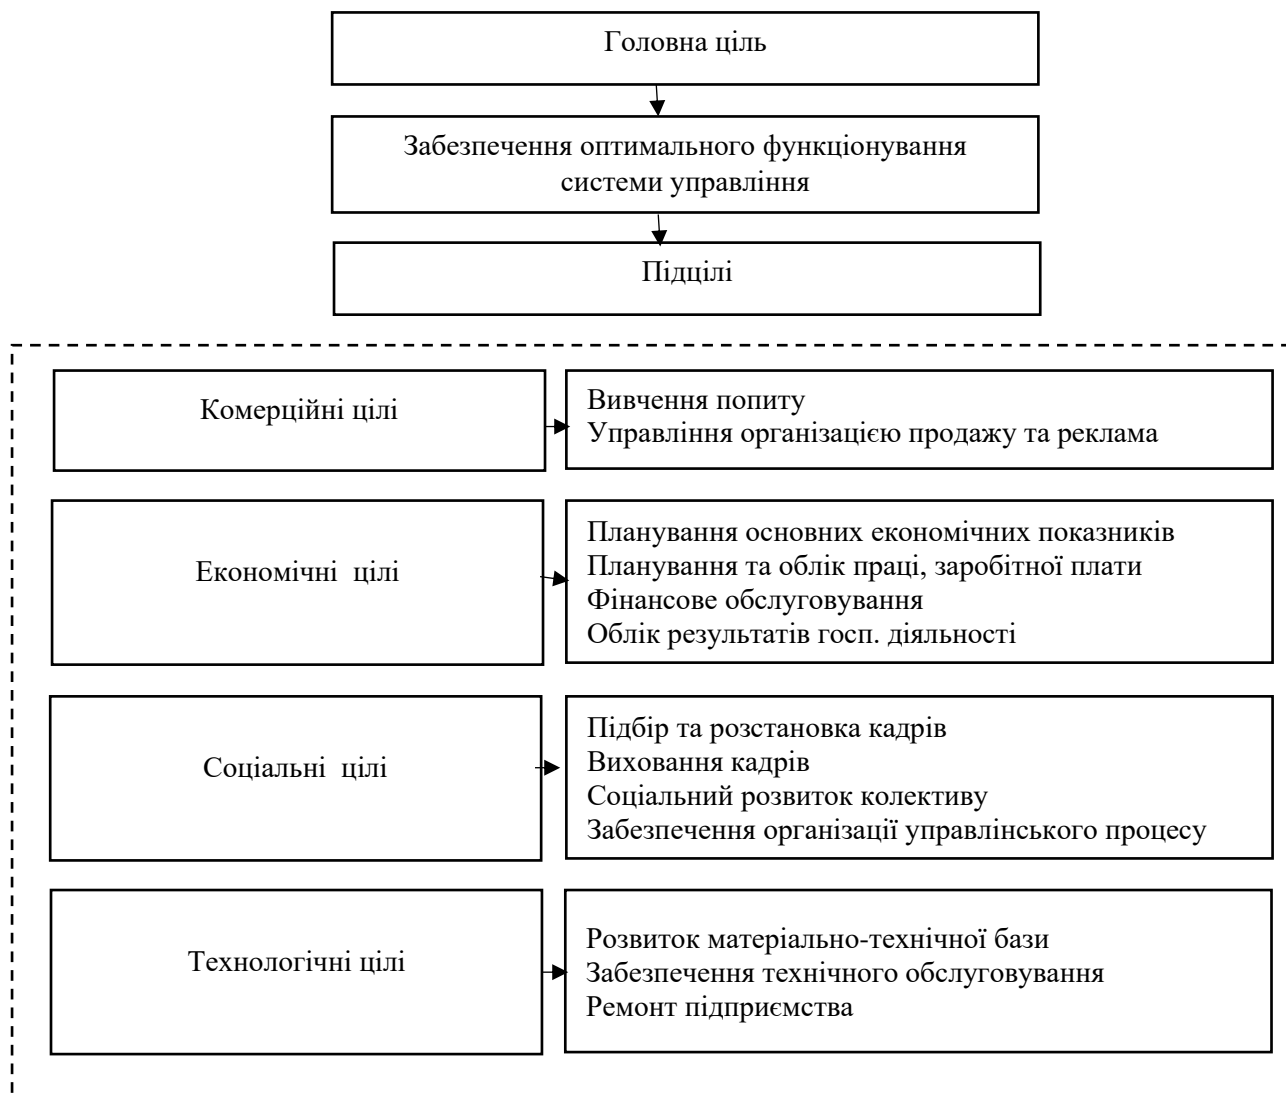 Головна ціль
Забезпечення оптимального функціонування
системи управління
Підцілі
Комерційні цілі
Вивчення попиту
Управління організацією продажу та реклама
Економічні  цілі
Планування основних економічних показників
Планування та облік праці, заробітної плати
Фінансове обслуговування
Облік результатів госп. діяльності
Соціальні  цілі
Підбір та розстановка кадрів
Виховання кадрів
Соціальний розвиток колективу
Забезпечення організації управлінського процесу
Технологічні цілі
Розвиток матеріально-технічної бази
Забезпечення технічного обслуговування
Ремонт підприємства